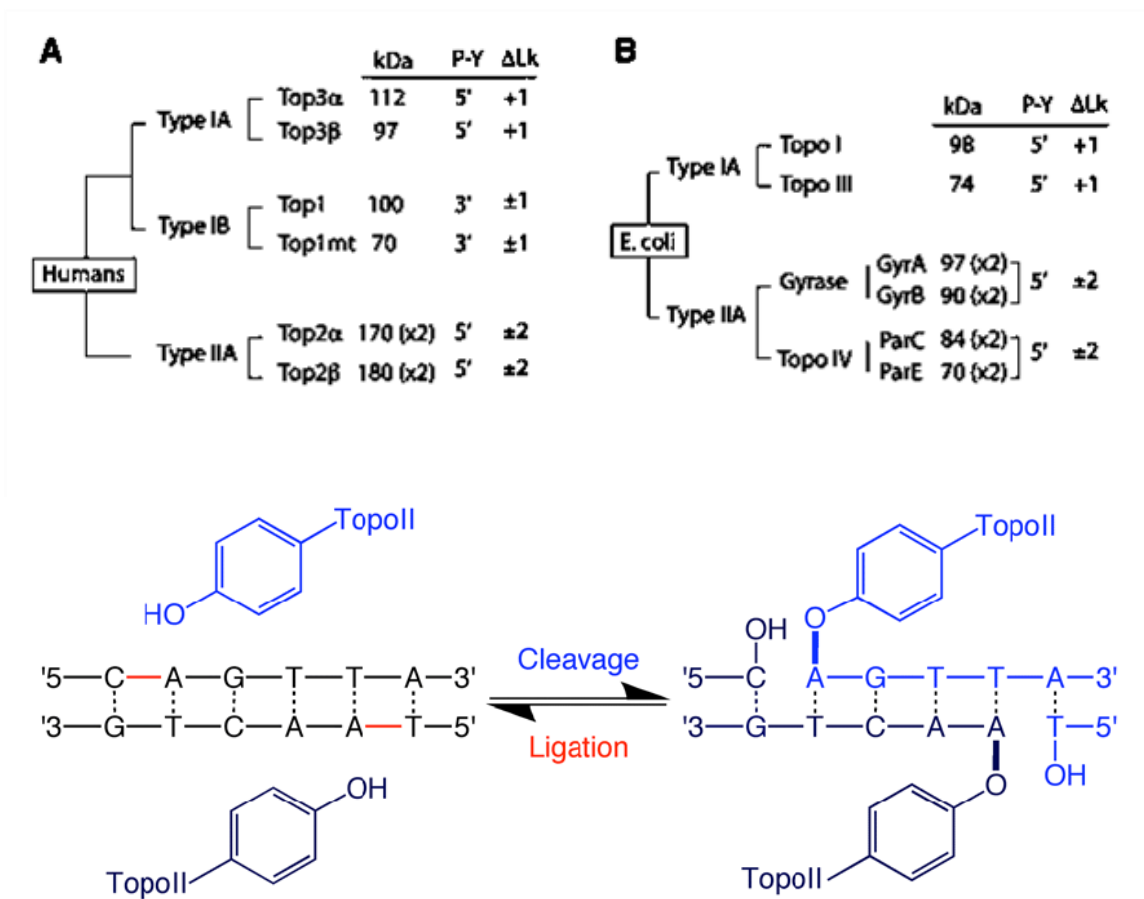 A
kDa P-Y ΔLk
Type IA
Top3α 112 5' +1
Top3β 97 5' +1
Type IB
Top1 100 3' ±1
Top1mt 70 3' ±1
Humans
Type IIA
Top2α 170 (x2) 5' ±2
Top2β 180 (x2) 5' ±2
B
kDa P-Y ΔLk
Type IA
Topo I 98 5' +1
Topo III 74 5' +1
E. coli
Type IIA
Gyrase
GyrA 97 (x2)
GyrB 90 (x2)
5' ±2
Topo IV
ParC 84 (x2)
ParE 70 (x2)
5' ±2
TopoII
HO
'5 C A G T T A 3'
'3 G T C A A T 5'
OH
TopoII
Cleavage
Ligation
TopoII
O
OH
'5 C A G T T A 3'
'3 G T C A A T 5'
O
OH
TopoII